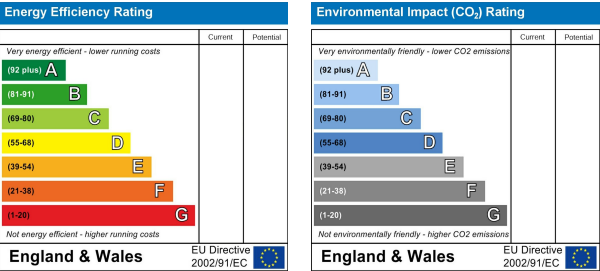 Energy Efficiency Rating
Current Potential
Very energy efficient - lower running costs
(92 plus) A
(81-91) B
(69-80) C
(55-68) D
(39-54) E
(21-38) F
(1-20) G
Not energy efficient - higher running costs
England & Wales
EU Directive
2002/91/EC
Environmental Impact (CO₂) Rating
Current Potential
Very environmentally friendly - lower CO2 emissions
(92 plus) A
(81-91) B
(69-80) C
(55-68) D
(39-54) E
(21-38) F
(1-20) G
Not environmentally friendly - higher CO2 emissions
England & Wales
EU Directive
2002/91/EC